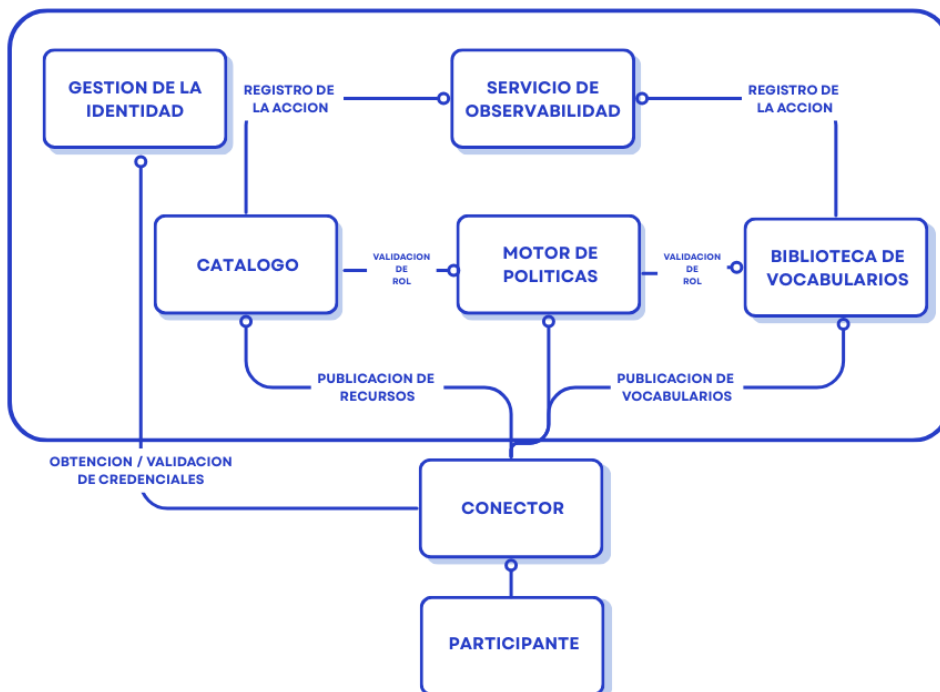 GESTION DE LA
IDENTIDAD
REGISTRO DE
LA ACCION
SERVICIO DE
OBSERVABILIDAD
REGISTRO DE
LA ACCION
CATALOGO
VALIDACION
DE
ROL
MOTOR DE
POLITICAS
VALIDACION
DE
ROL
BIBLIOTECA DE
VOCABULARIOS
PUBLICACION DE
RECURSOS
PUBLICACION DE
VOCABULARIOS
OBTENCION / VALIDACION
DE CREDENCIALES
CONECTOR
PARTICIPANTE